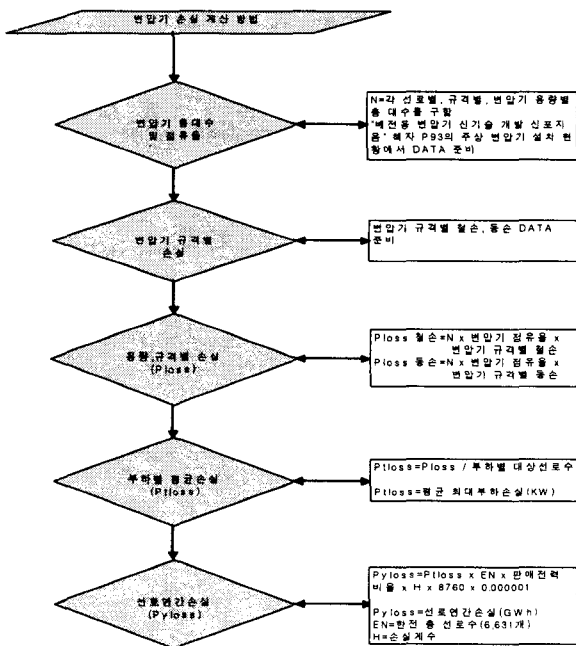 변압기 손실 계산 방법
변압기 총대수
및 점유율
N=각 선로별, 규격별, 변압기 용량별
총 대수를 구함
"배전용 변압기 신기술 개발 심포지
움" 책자 P93의 주상 변압기 설치 현
황에서 DATA 준비
변압기 규격별
손실
변압기 규격별 철손, 동손 DATA
준비
용량,규격별 손실
(Ploss)
Ploss 철손=N x 변압기 점유율 x
변압기 규격별 철손
Ploss 동손=N x 변압기 점유율 x
변압기 규격별 동손
부하별 평균손실
(Ptloss)
Ptloss=Ploss / 부하별 대상선로수
Ptloss=평균 최대부하손실(KW)
선로연간손실
(Pyloss)
Pyloss=Ptloss x EN x 판매전력
비율 x H x 8760 x 0.000001
Pyloss=선로연간손실(GWh)
EN=한전 총 선로수(6,631개)
H=손실계수